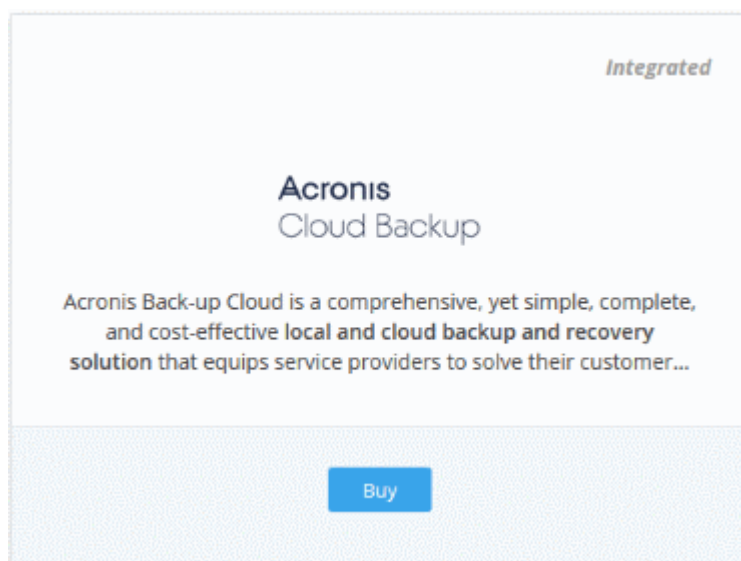 Integrated
Acronis
Cloud Backup
Acronis Back-up Cloud is a comprehensive, yet simple, complete,
and cost-effective local and cloud backup and recovery
solution that equips service providers to solve their customer...
Buy